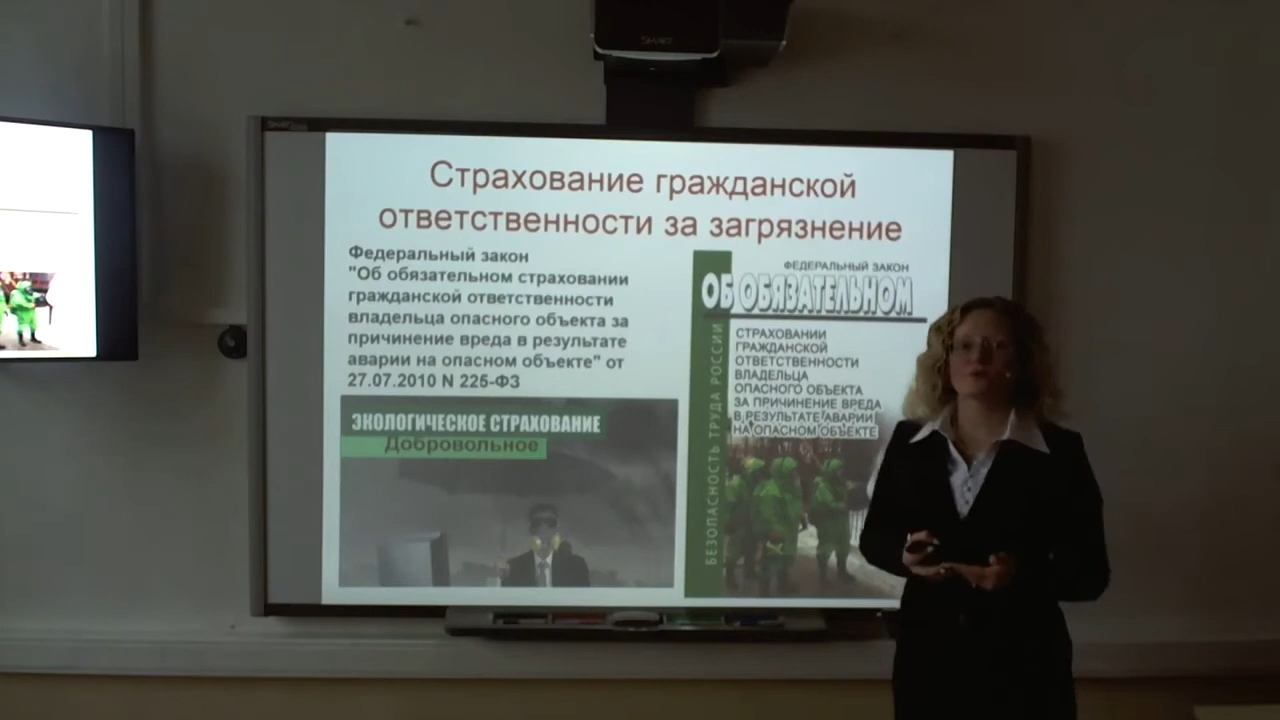 SMART
SMART
Страхование гражданской
ответственности за загрязнение
Федеральный закон
"Об обязательном страховании
гражданской ответственности
владельца опасного объекта за
причинение вреда в результате
аварии на опасном объекте" от
27.07.2010 N 225-ФЗ
ЭКОЛОГИЧЕСКОЕ СТРАХОВАНИЕ
Добровольное
ФЕДЕРАЛЬНЫЙ ЗАКОН
ОБ ОБЯЗАТЕЛЬНОМ
СТРАХОВАНИИ
ГРАЖДАНСКОЙ
ОТВЕТСТВЕННОСТИ
ВЛАДЕЛЬЦА
ОПАСНОГО ОБЪЕКТА
ЗА ПРИЧИНЕНИЕ ВРЕДА
В РЕЗУЛЬТАТЕ АВАРИИ
НА ОПАСНОМ ОБЪЕКТЕ
БЕЗОПАСНОСТЬ ТРУДА РОССИИ